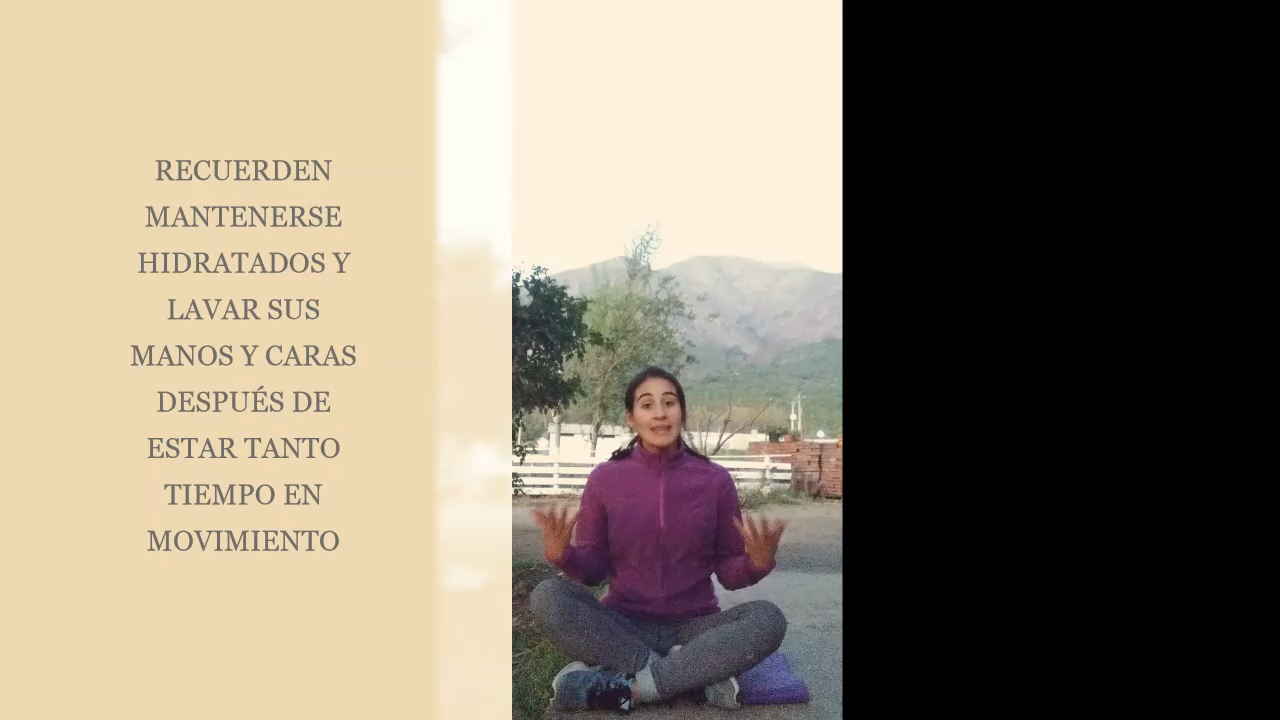 RECUERDEN
MANTENERSE
HIDRATADOS Y
LAVAR SUS
MANOS Y CARAS
DESPUÉS DE
ESTAR TANTO
TIEMPO EN
MOVIMIENTO